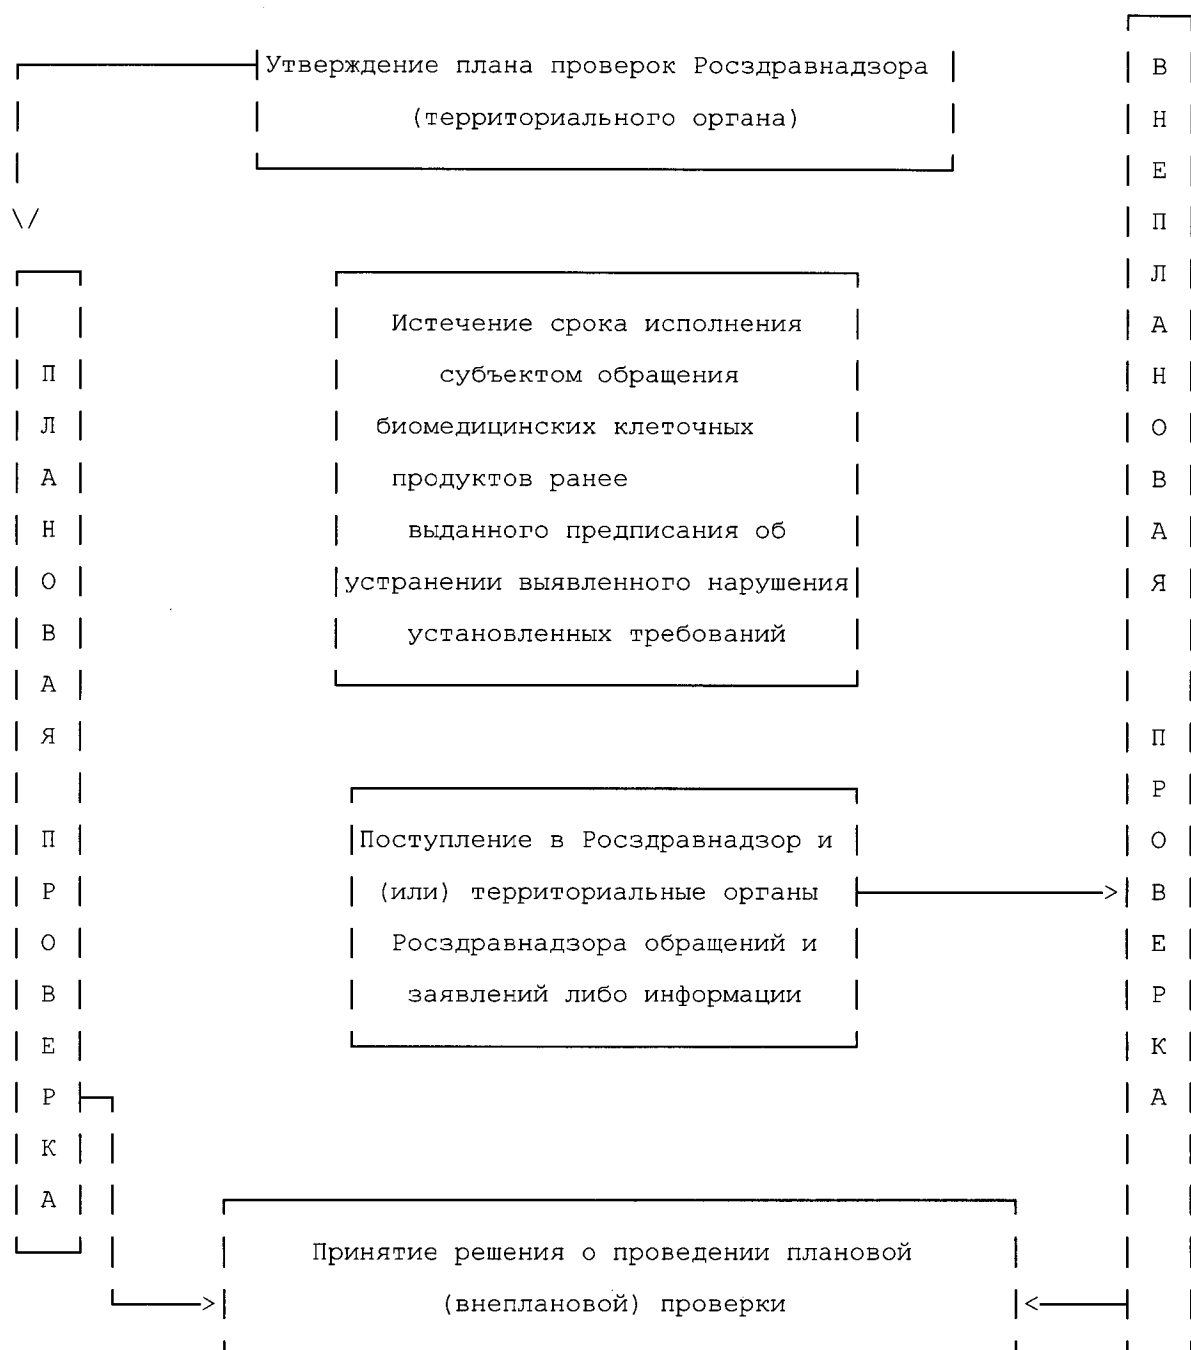 Утверждение плана проверок Росздравнадзора
(территориального органа)
ПЛАНОВАЯ ПРОВЕРКА
Истечение срока исполнения
субъектом обращения
биомедицинских клеточных
продуктов ранее
выданного предписания об
устранении выявленного нарушения
установленных требований
Поступление в Росздравнадзор и
(или) территориальные органы
Росздравнадзора обращений и
заявлений либо информации
ВНЕПЛАНОВАЯ ПРОВЕРКА
Принятие решения о проведении плановой
(внеплановой) проверки